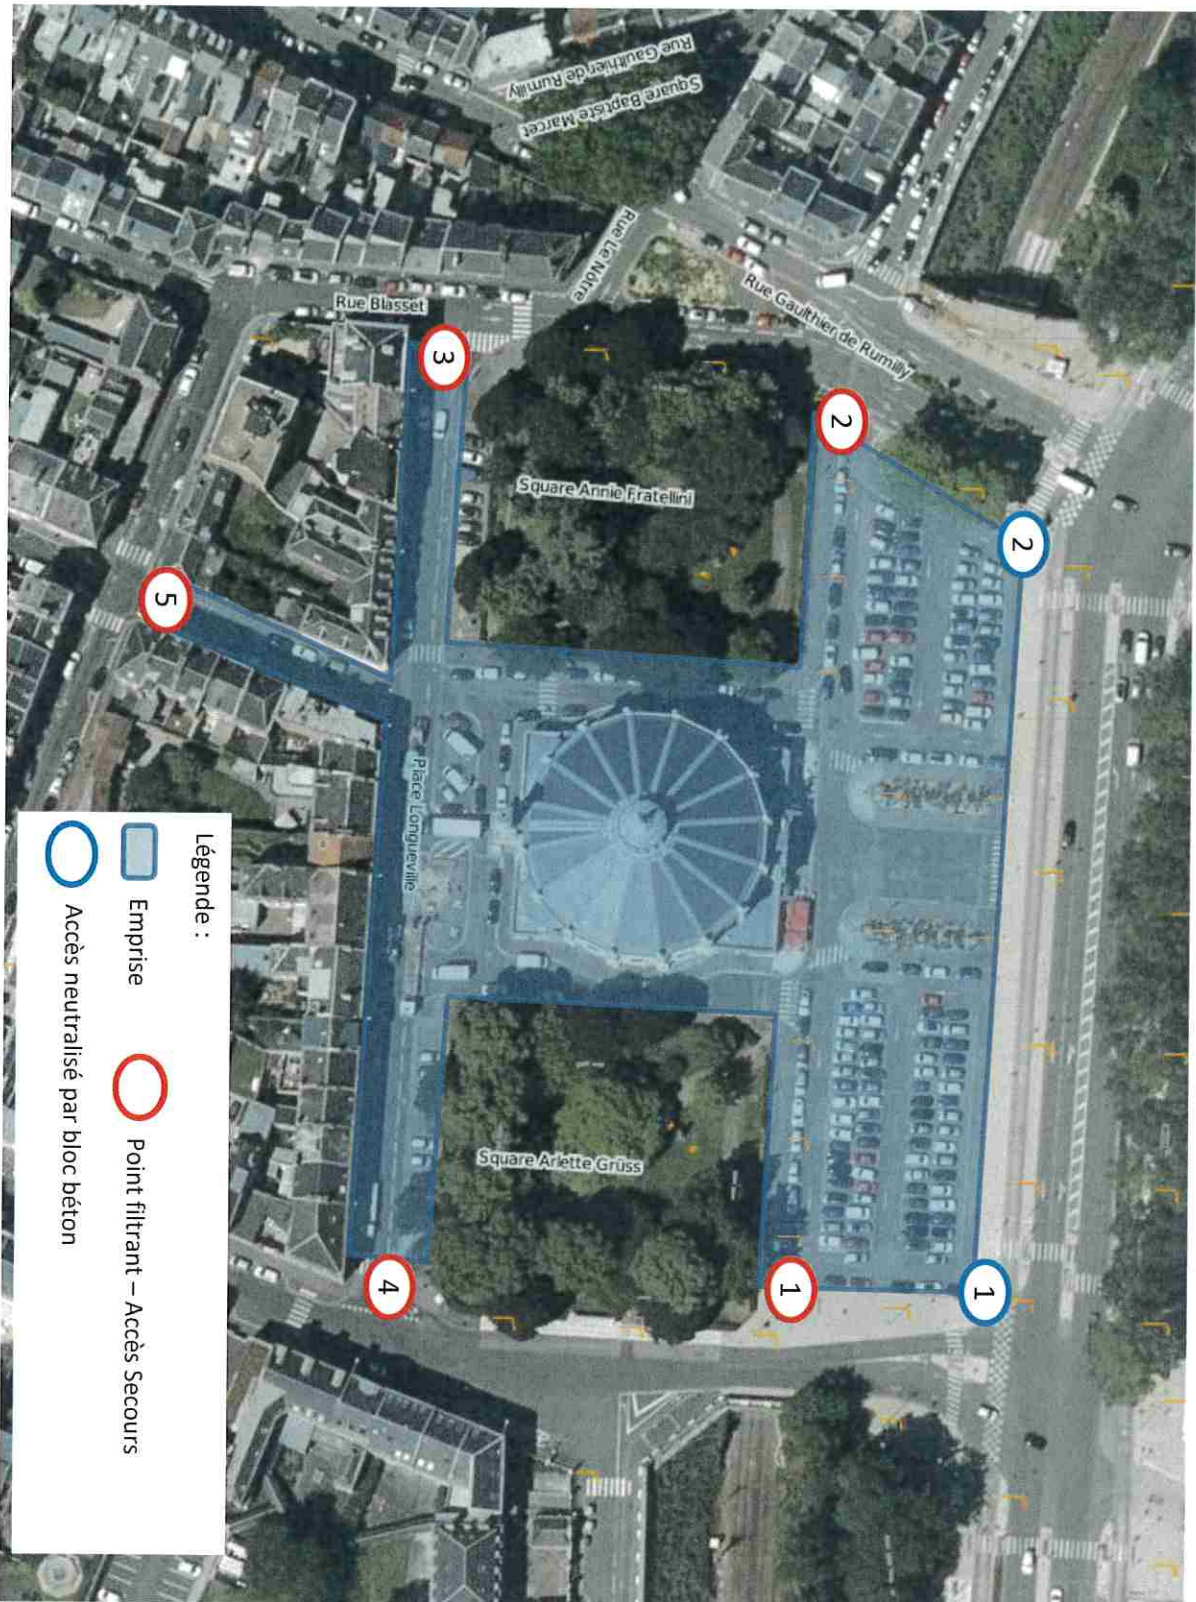 Rue Gaulthier de Rumilly
Square Baptiste Marcet
Rue Le Nôtre
Rue Gaulthier de Rumilly
Rue Blasset
3
2
2
Square Annie Fratellini
5
Place Longueville
Square Arlette Grüss
4
1
1
Légende :
Emprise
Point filtrant – Accès Secours
Accès neutralisé par bloc béton